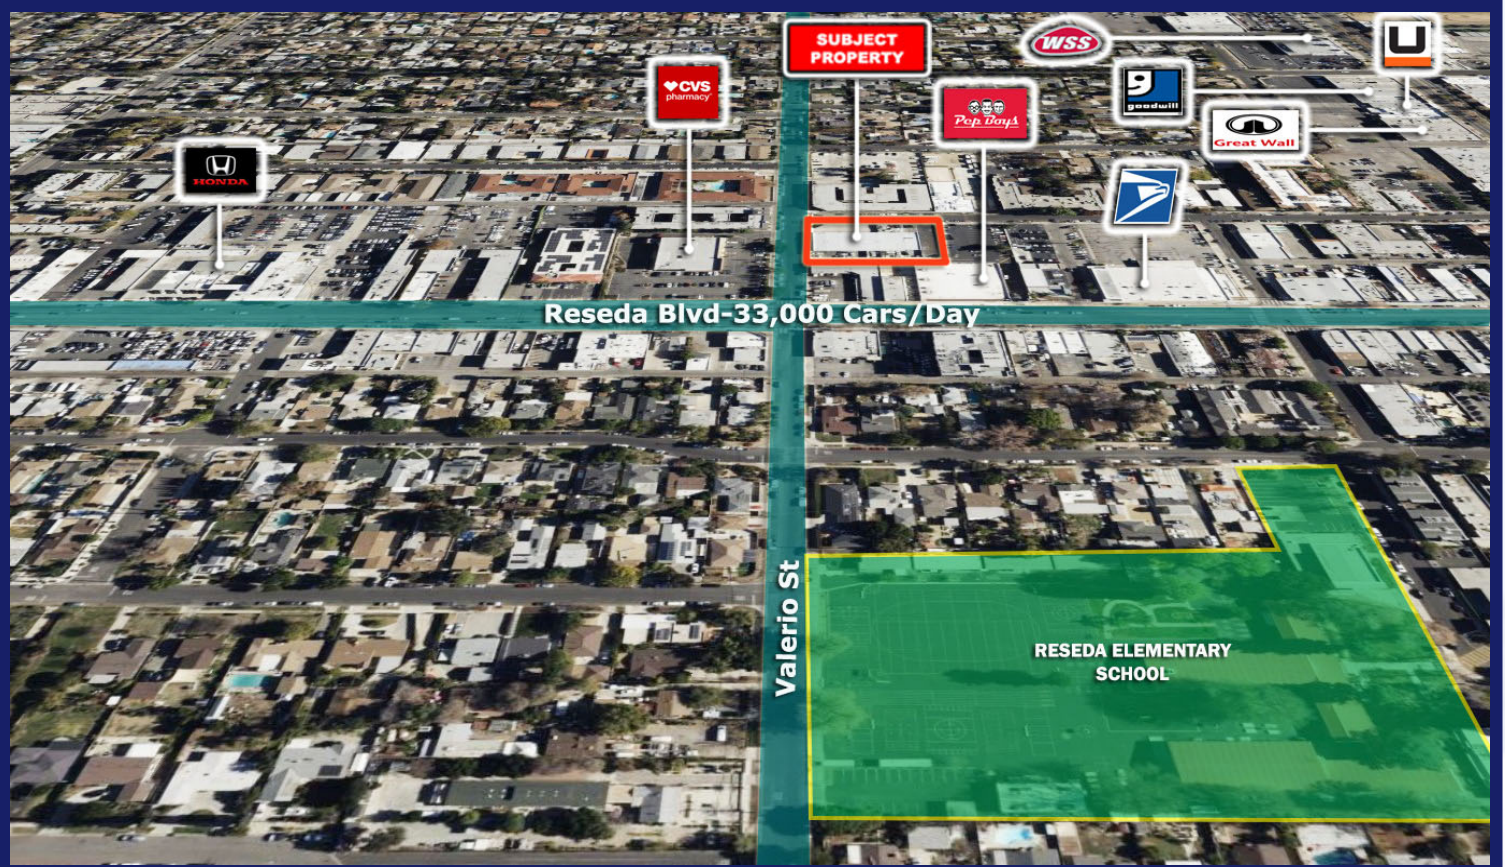 SUBJECT
PROPERTY
WSS
U
CVS
pharmacy
goodwill
Pep Boys
Great Wall
HONDA
Reseda Blvd-33,000 Cars/Day
Valerio St
RESEDA ELEMENTARY
SCHOOL